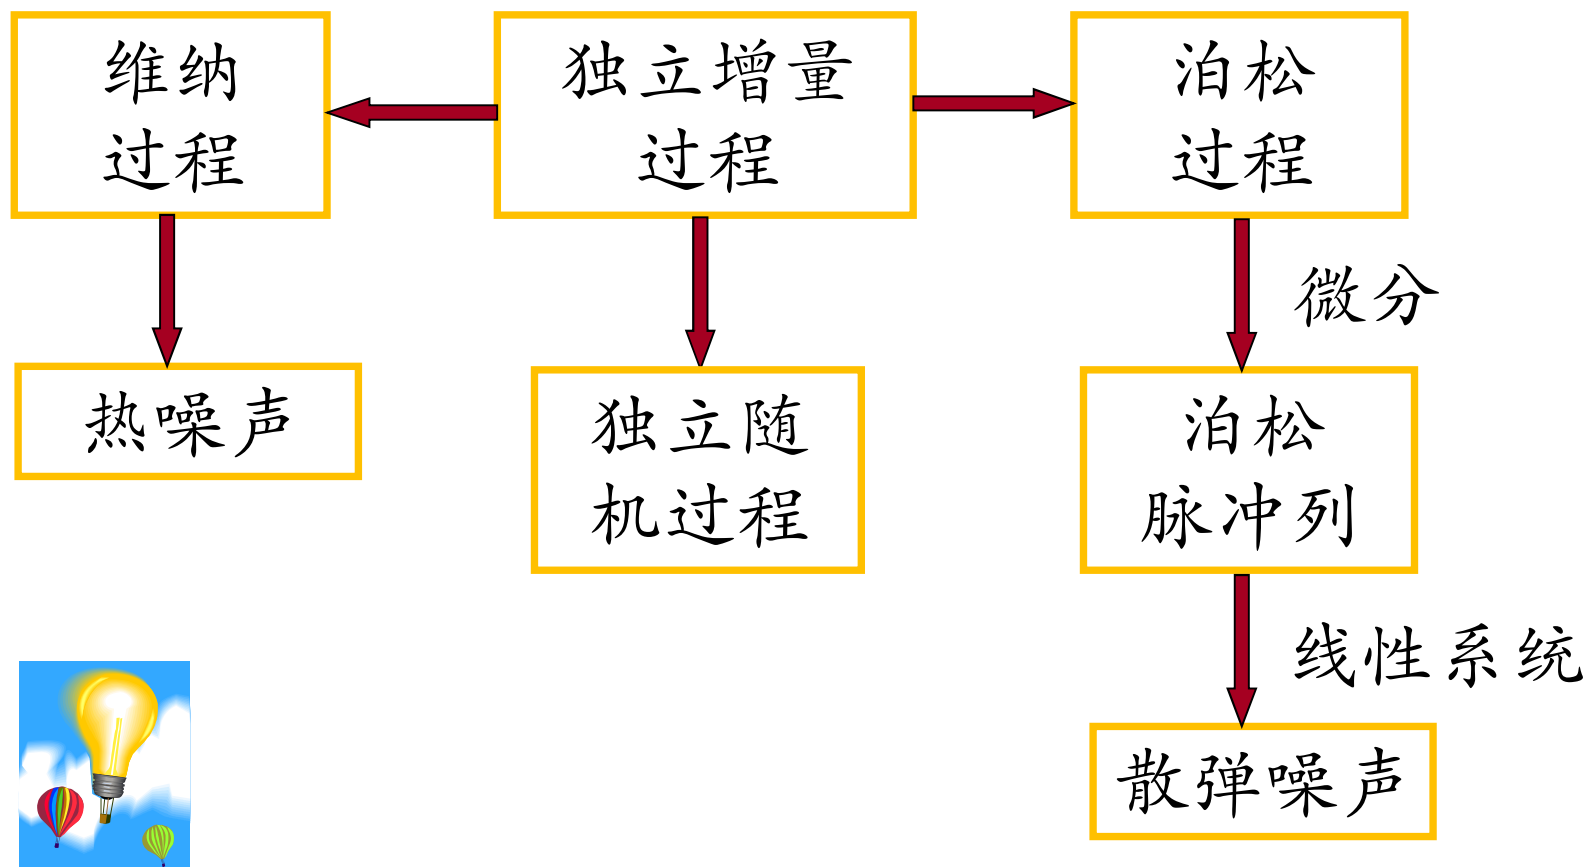 维纳
过程
独立增量
过程
泊松
过程
微分
热噪声
独立随
机过程
泊松
脉冲列
线性系统
散弹噪声